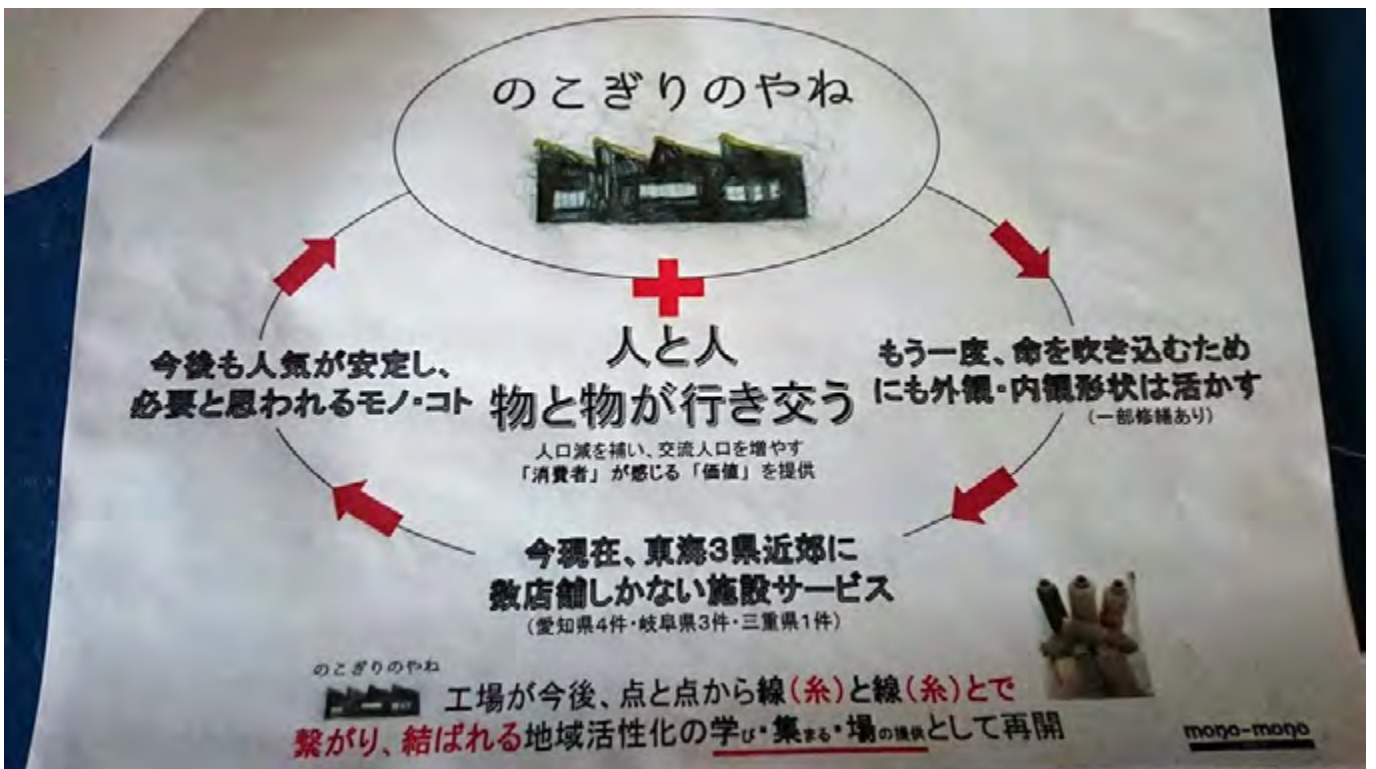 のこぎりのやね
人と人
物と物が行き交う
人口減を補い、交流人口を増やす
「消費者」が感じる「価値」を提供
もう一度、命を吹き込むため
にも外観・内観形状は活かす
(一部修繕あり)
今現在、東海3県近郊に
数店舗しかない施設サービス
(愛知県4件・岐阜県3件・三重県1件)
今後も人気が安定し、
必要と思われるモノ・コト
のこぎりのやね
工場が今後、点と点から線(糸)と線(糸)とで
繋がり、結ばれる地域活性化の学び・集まる・場の提供として再開
mono-mono